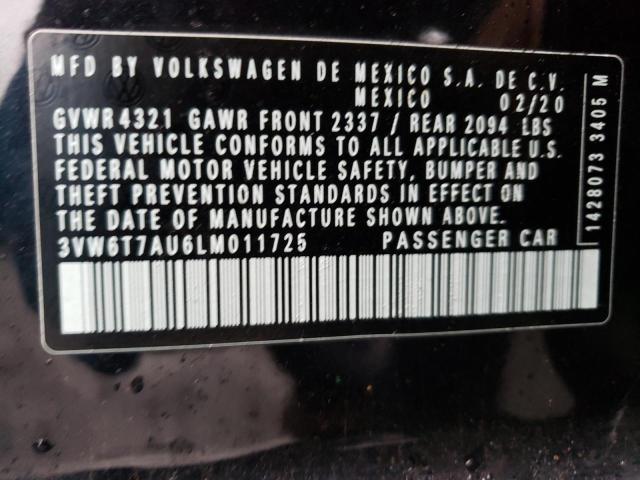 MFD BY VOLKSWAGEN DE MEXICO S.A. DE C.V.
MEXICO 02/20
GVWR 4321 GAWR FRONT 2337 / REAR 2094 LBS
THIS VEHICLE CONFORMS TO ALL APPLICABLE U.S.
FEDERAL MOTOR VEHICLE SAFETY, BUMPER AND
THEFT PREVENTION STANDARDS IN EFFECT ON
THE DATE OF MANUFACTURE SHOWN ABOVE.
3VW6T7AU6LM011725 PASSENGER CAR
1428073 3405 M